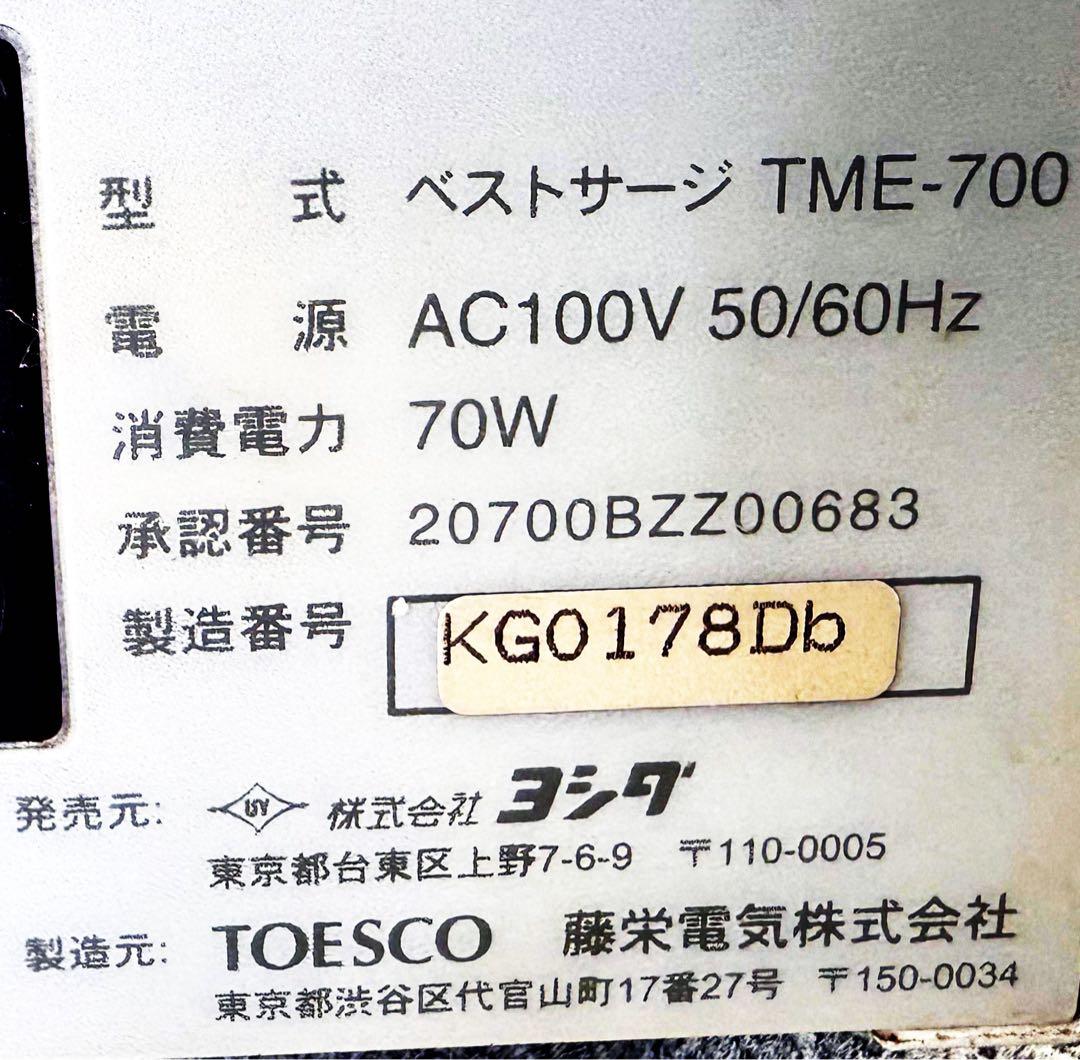 型式 ベストサージ TME-700
電源 AC100V 50/60Hz
消費電力 70W
承認番号 20700BZZ00683
製造番号 KG0178Db
発売元: 株式会社 ヨシダ
東京都台東区上野7-6-9 〒110-0005
製造元: TOESCO 藤栄電気株式会社
東京都渋谷区代官山町17番27号 〒150-0034